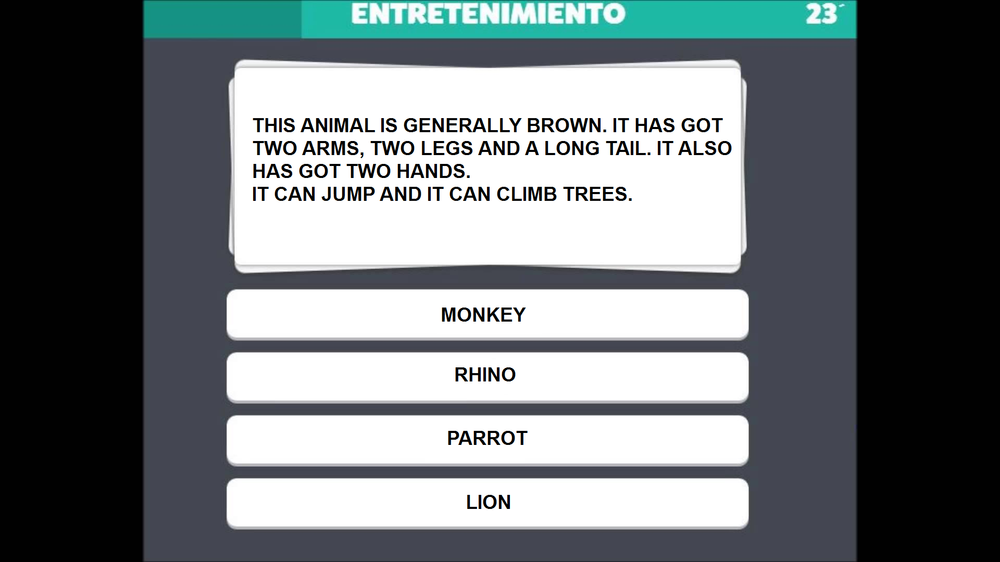 ENTRETENIMIENTO
23´
THIS ANIMAL IS GENERALLY BROWN. IT HAS GOT
TWO ARMS, TWO LEGS AND A LONG TAIL. IT ALSO
HAS GOT TWO HANDS.
IT CAN JUMP AND IT CAN CLIMB TREES.
MONKEY
RHINO
PARROT
LION